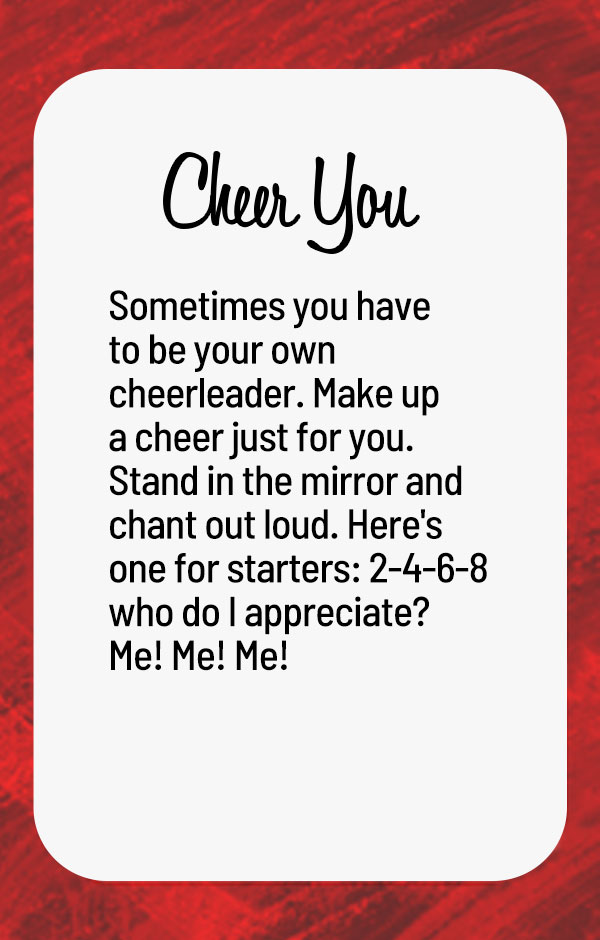 Cheer You
Sometimes you have
to be your own
cheerleader. Make up
a cheer just for you.
Stand in the mirror and
chant out loud. Here's
one for starters: 2-4-6-8
who do I appreciate?
Me! Me! Me!